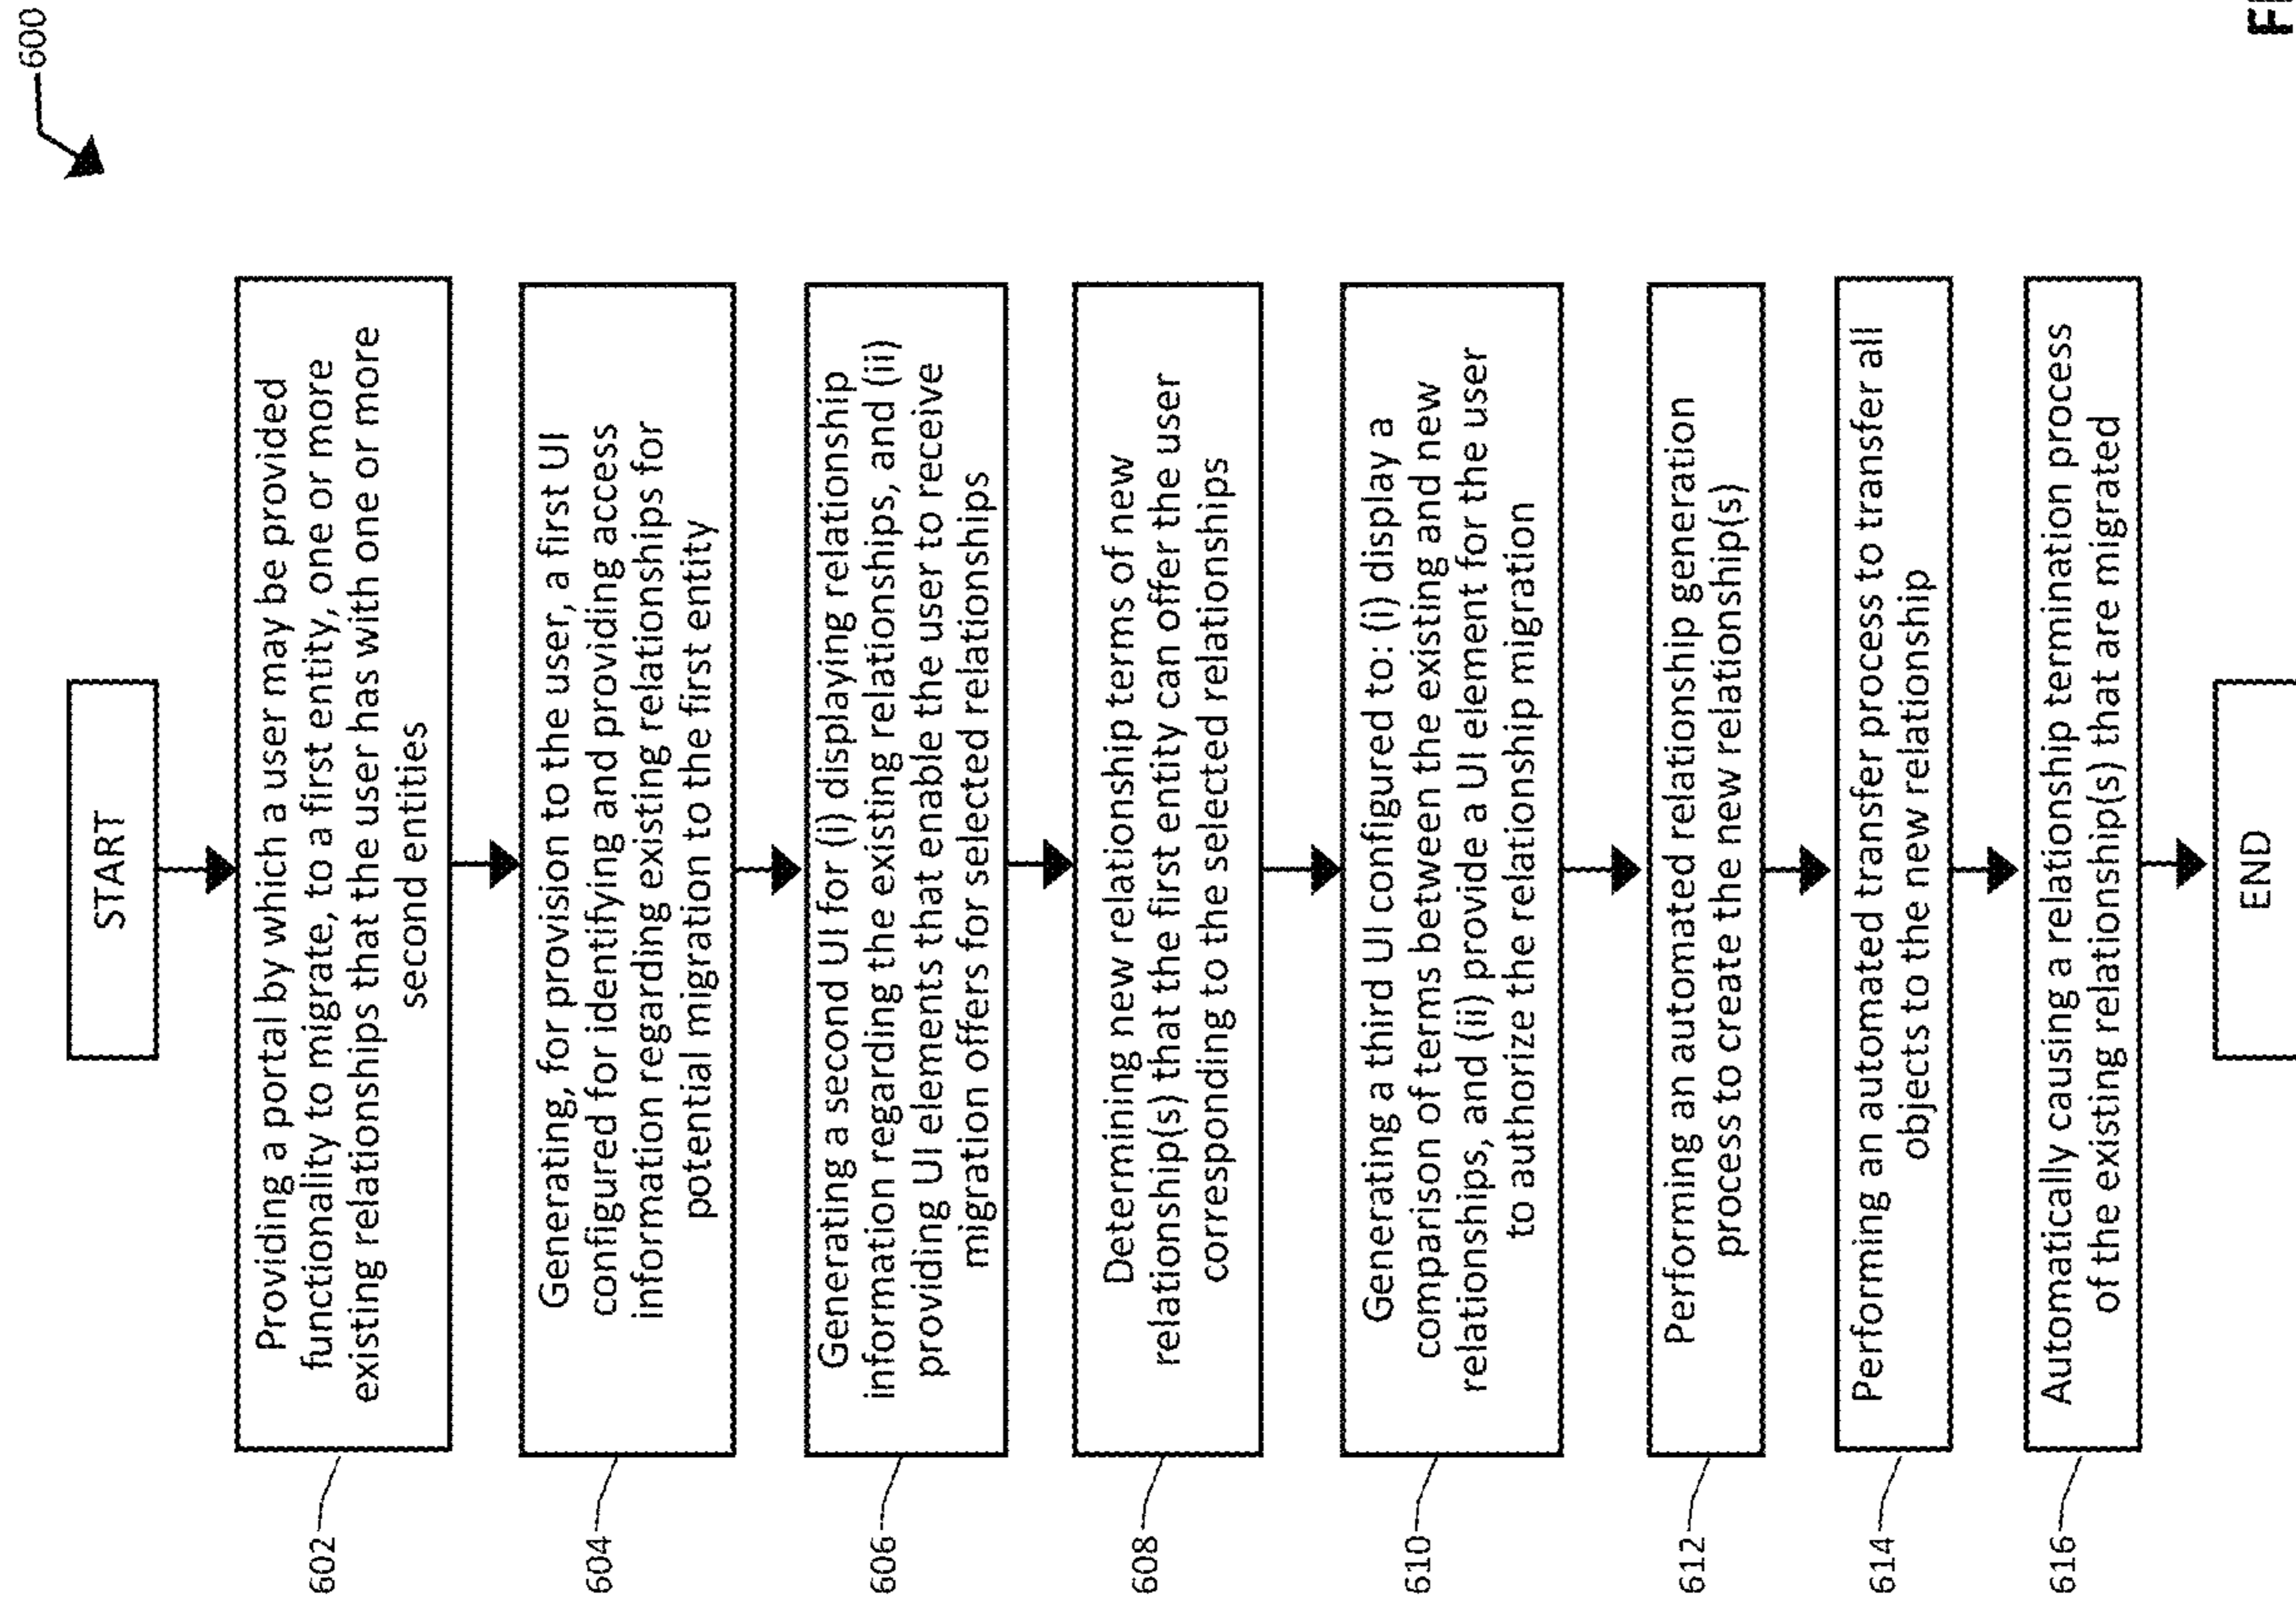 600
START
602
Providing a portal by which a user may be provided
functionality to migrate, to a first entity, one or more
existing relationships that the user has with one or more
second entities
604
Generating, for provision to the user, a first UI
configured for identifying and providing access
information regarding existing relationships for
potential migration to the first entity
606
Generating a second UI for (i) displaying relationship
information regarding the existing relationships, and (ii)
providing UI elements that enable the user to receive
migration offers for selected relationships
608
Determining new relationship terms of new
relationship(s) that the first entity can offer the user
corresponding to the selected relationships
610
Generating a third UI configured to: (i) display a
comparison of terms between the existing and new
relationships, and (ii) provide a UI element for the user
to authorize the relationship migration
612
Performing an automated relationship generation
process to create the new relationship(s)
614
Performing an automated transfer process to transfer all
objects to the new relationship
616
Automatically causing a relationship termination process
of the existing relationship(s) that are migrated
END